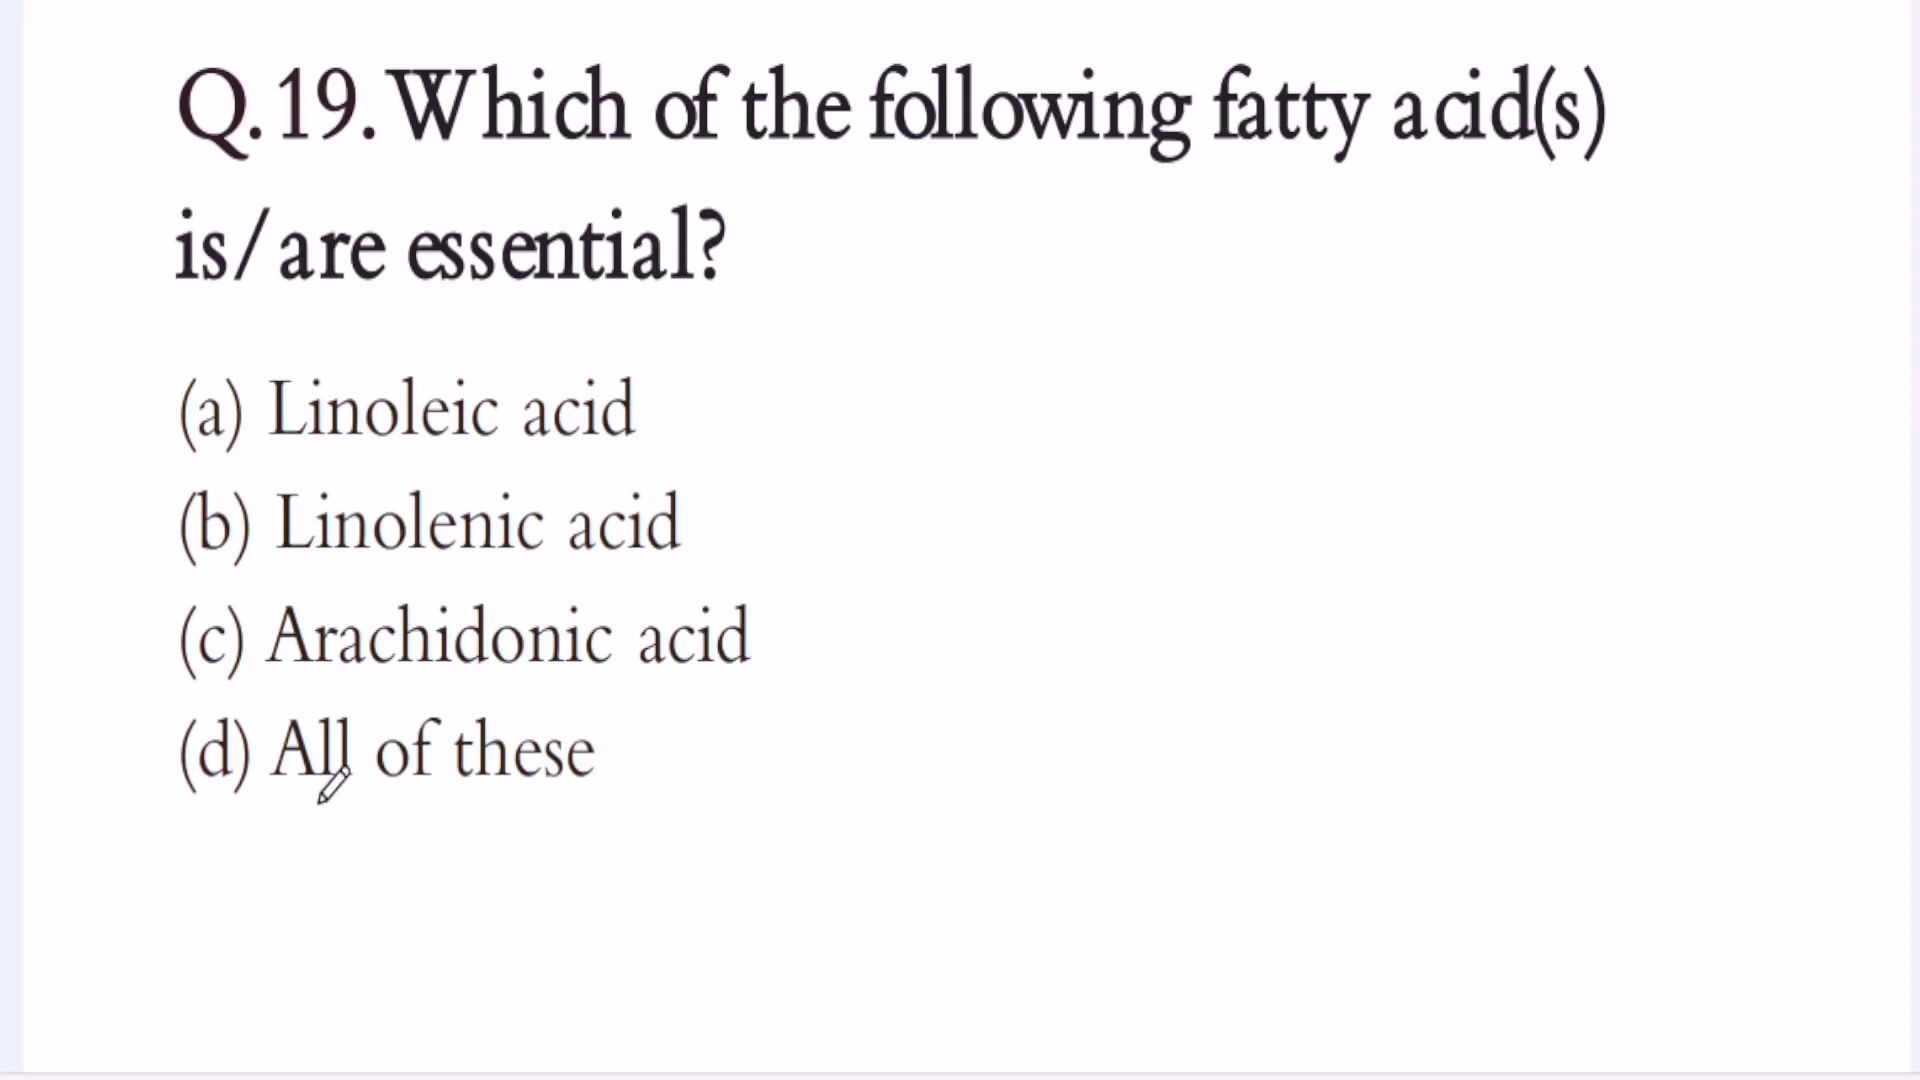 Q.19. Which of the following fatty acid(s)
is/are essential?
(a) Linoleic acid
(b) Linolenic acid
(c) Arachidonic acid
(d) All of these